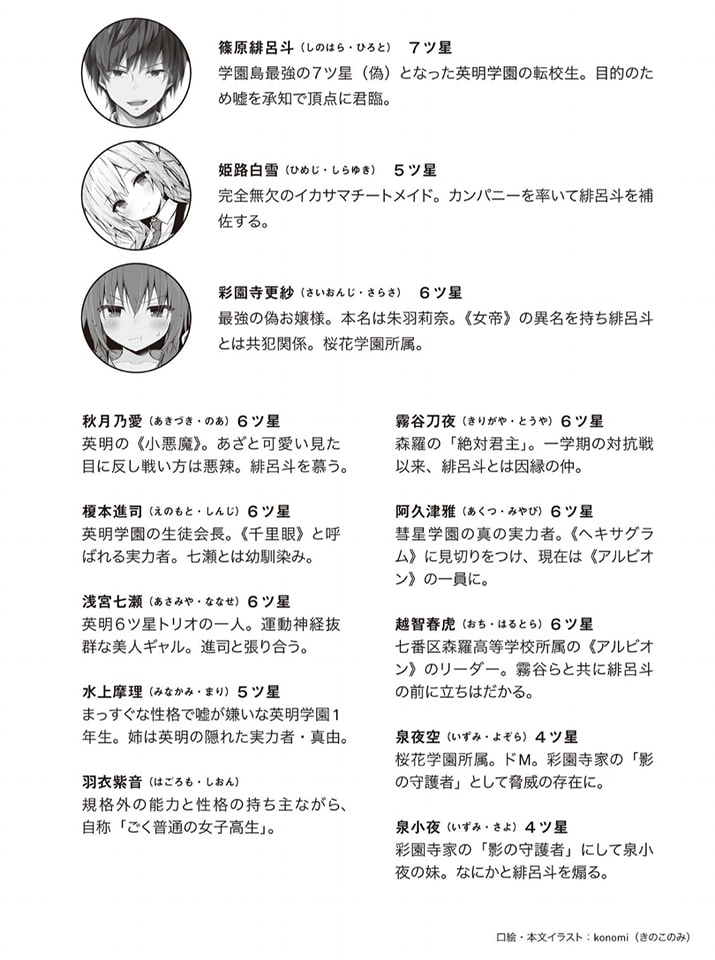 篠原緋呂斗（しのはら・ひろと） ７ツ星
学園島最強の７ツ星（偽）となった英明学園の転校生。目的のた
め嘘を承知で頂点に君臨。
姫路白雪（ひめじ・しらゆき） ５ツ星
完全無欠のイカサマチートメイド。カンパニーを率いて緋呂斗を補
佐する。
彩園寺更紗（さいおんじ・さらさ） ６ツ星
最強の偽お嬢様。本名は朱羽莉奈。《女帝》の異名を持ち緋呂斗
とは共犯関係。桜花学園所属。
秋月乃愛（あきづき・のあ）６ツ星
英明の《小悪魔》。あざと可愛い見た
目に反し戦い方は悪辣。緋呂斗を慕う。
榎本進司（えのもと・しんじ）６ツ星
英明学園の生徒会長。《千里眼》と呼
ばれる実力者。七瀬とは幼馴染み。
浅宮七瀬（あさみや・ななせ）６ツ星
英明６ツ星トリオの一人。運動神経抜
群な美人ギャル。進司と張り合う。
水上摩理（みなかみ・まり）５ツ星
まっすぐな性格で嘘が嫌いな英明学園１
年生。姉は英明の隠れた実力者・真由。
羽衣紫音（はごろも・しおん）
規格外の能力と性格の持ち主ながら、
自称「ごく普通の女子高生」。
霧谷刀夜（きりがや・とうや）６ツ星
森羅の「絶対君主」。一学期の対抗戦
以来、緋呂斗とは因縁の仲。
阿久津雅（あくつ・みやび）６ツ星
彗星学園の真の実力者。《ヘキサグラ
ム》に見切りをつけ、現在は《アルビオ
ン》の一員に。
越智春虎（おち・はるとら）６ツ星
七番区森羅高等学校所属の《アルビオ
ン》のリーダー。霧谷らと共に緋呂斗
の前に立ちはだかる。
泉夜空（いずみ・よぞら）４ツ星
桜花学園所属。ドM。彩園寺家の「影
の守護者」として脅威の存在に。
泉小夜（いずみ・さよ）４ツ星
彩園寺家の「影の守護者」にして泉小
夜の妹。なにかと緋呂斗を煽る。
口絵・本文イラスト：konomi（きのこのみ）